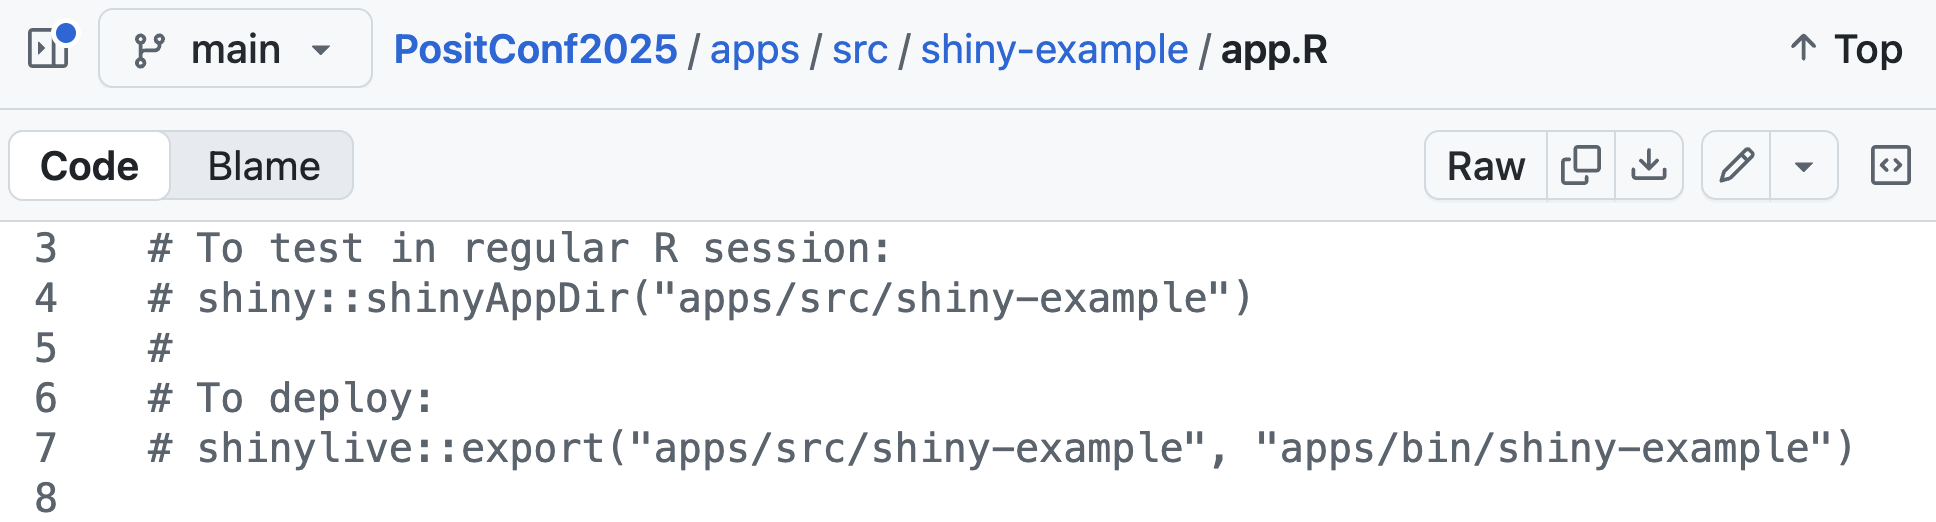 main PositConf2025 / apps / src / shiny-example / app.R Top
Code Blame Raw
3 # To test in regular R session:
4 # shiny::shinyAppDir("apps/src/shiny-example")
5 #
6 # To deploy:
7 # shinylive::export("apps/src/shiny-example", "apps/bin/shiny-example")
8